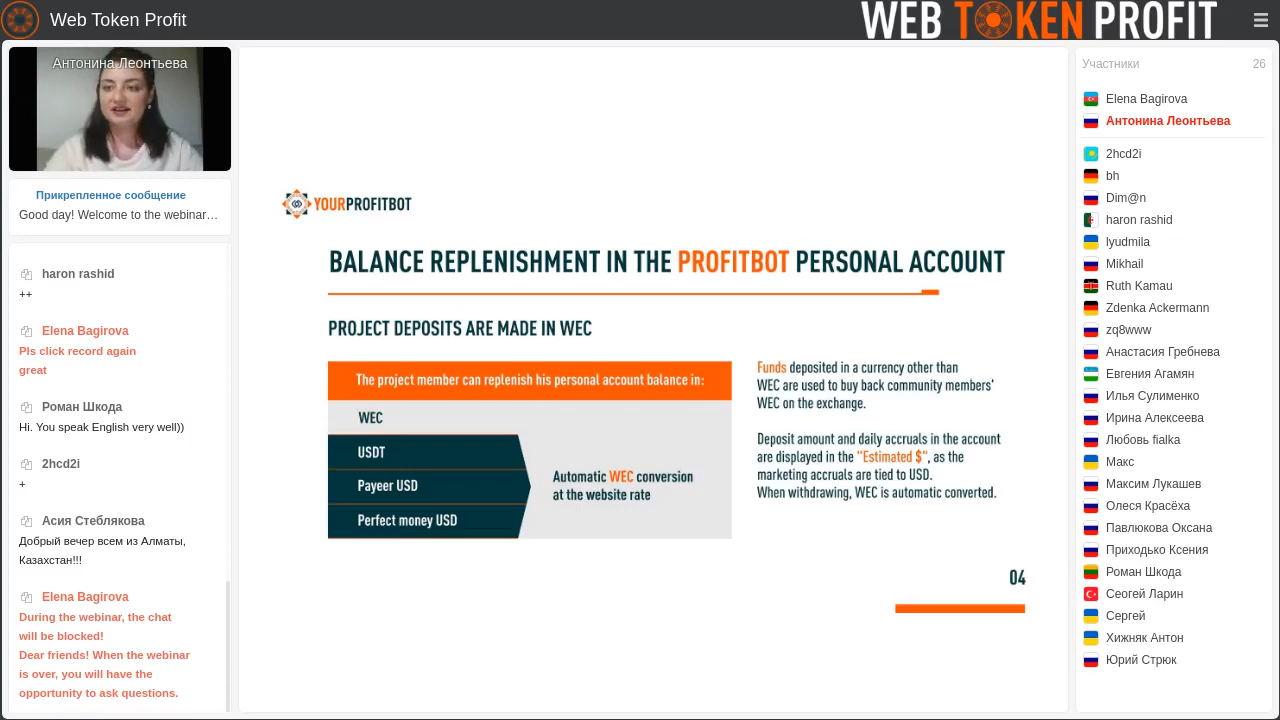 Web Token Profit
WEB TOKEN PROFIT
Антонина Леонтьева
Прикрепленное сообщение
Good day! Welcome to the webinar…
haron rashid
++
Elena Bagirova
Pls click record again
great
Роман Шкода
Hi. You speak English very well))
2hcd2i
+
Асия Стеблякова
Добрый вечер всем из Алматы,
Казахстан!!!
Elena Bagirova
During the webinar, the chat
will be blocked!
Dear friends! When the webinar
is over, you will have the
opportunity to ask questions.
YOURPROFITBOT
BALANCE REPLENISHMENT IN THE PROFITBOT PERSONAL ACCOUNT
PROJECT DEPOSITS ARE MADE IN WEC
The project member can replenish his personal account balance in:
WEC
USDT
Payeer USD
Perfect money USD
Automatic WEC conversion
at the website rate
Funds deposited in a currency other than
WEC are used to buy back community members'
WEC on the exchange.
Deposit amount and daily accruals in the account
are displayed in the "Estimated $", as the
marketing accruals are tied to USD.
When withdrawing, WEC is automatic converted.
04
Участники 26
Elena Bagirova
Антонина Леонтьева
2hcd2i
bh
Dim@n
haron rashid
lyudmila
Mikhail
Ruth Kamau
Zdenka Ackermann
zq8www
Анастасия Гребнева
Евгения Агамян
Илья Сулименко
Ирина Алексеева
Любовь fialka
Макс
Максим Лукашев
Олеся Красёха
Павлюкова Оксана
Приходько Ксения
Роман Шкода
Сеогей Ларин
Сергей
Хижняк Антон
Юрий Стрюк